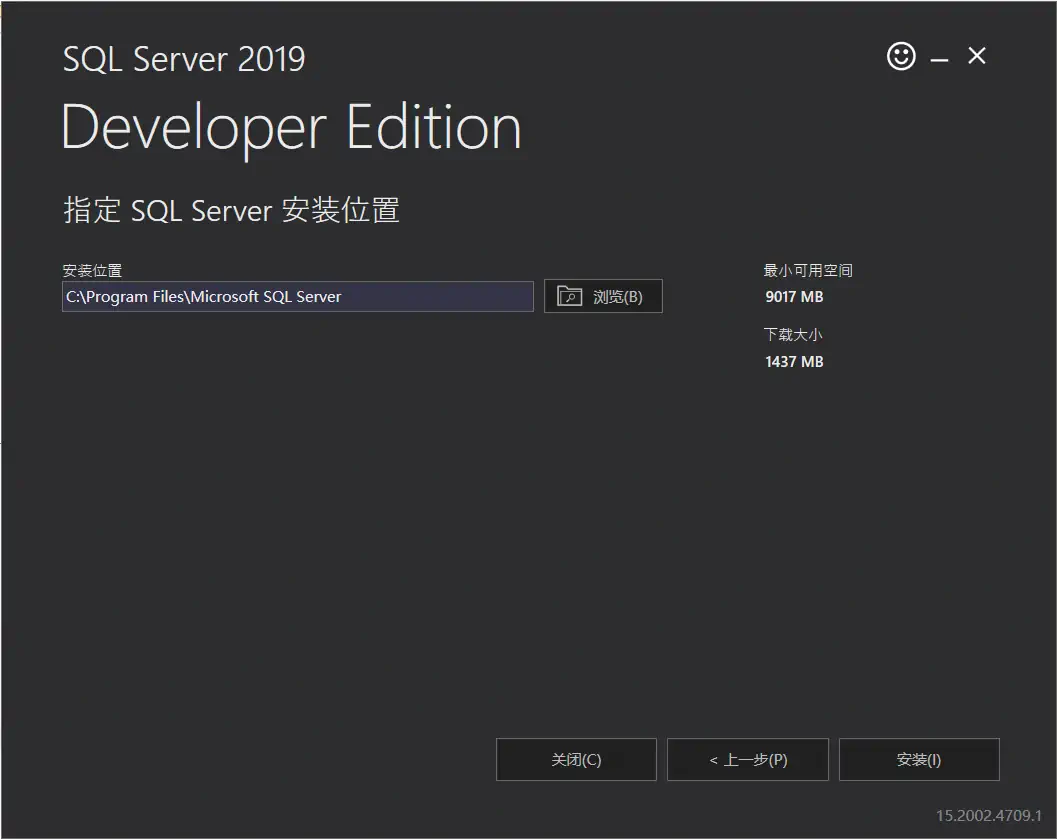 SQL Server 2019
Developer Edition
指定 SQL Server 安装位置
安装位置
C:\Program Files\Microsoft SQL Server
浏览(B)
最小可用空间
9017 MB
下载大小
1437 MB
关闭(C)
< 上一步(P)
安装(I)
15.2002.4709.1